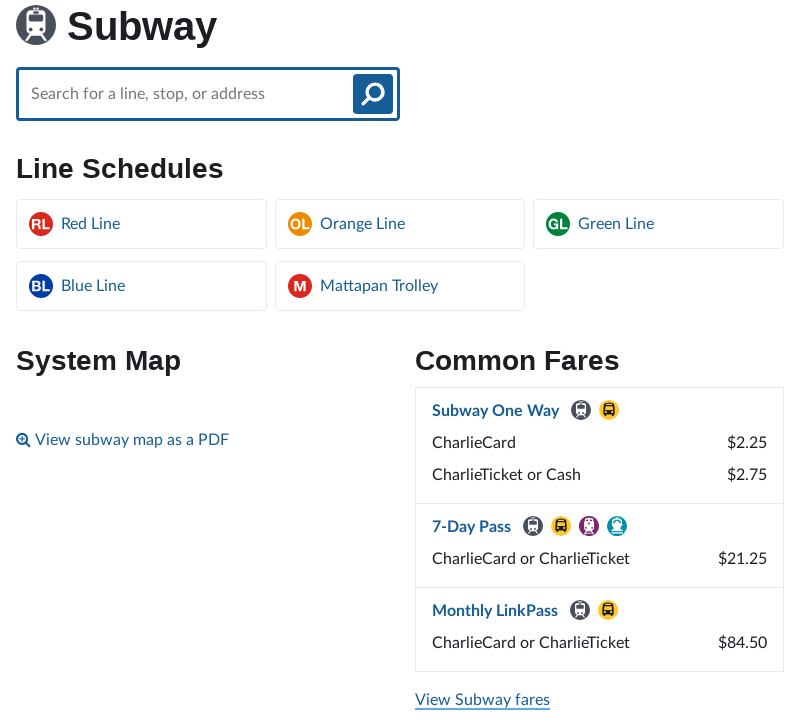 Subway
Search for a line, stop, or address
Line Schedules
RL Red Line
OL Orange Line
GL Green Line
BL Blue Line
M Mattapan Trolley
System Map
View subway map as a PDF
Common Fares
Subway One Way
CharlieCard $2.25
CharlieTicket or Cash $2.75
7-Day Pass
CharlieCard or CharlieTicket $21.25
Monthly LinkPass
CharlieCard or CharlieTicket $84.50
View Subway fares